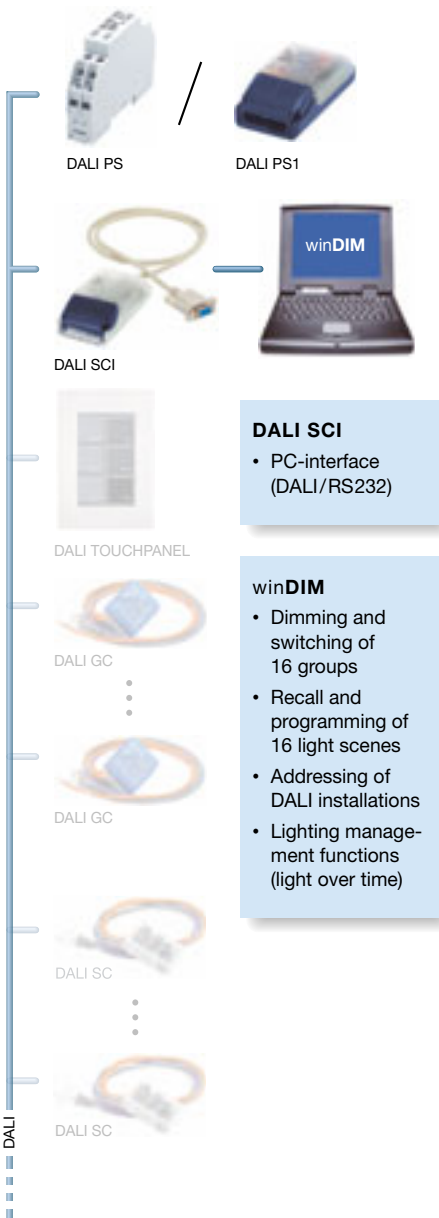 DALI PS
DALI PS1
winDIM
DALI SCI
DALI SCI
• PC-interface
(DALI/RS232)
DALI TOUCHPANEL
winDIM
• Dimming and
switching of
16 groups
• Recall and
programming of
16 light scenes
• Addressing of
DALI installations
• Lighting manage-
ment functions
(light over time)
DALI GC
DALI GC
DALI SC
DALI SC
DALI